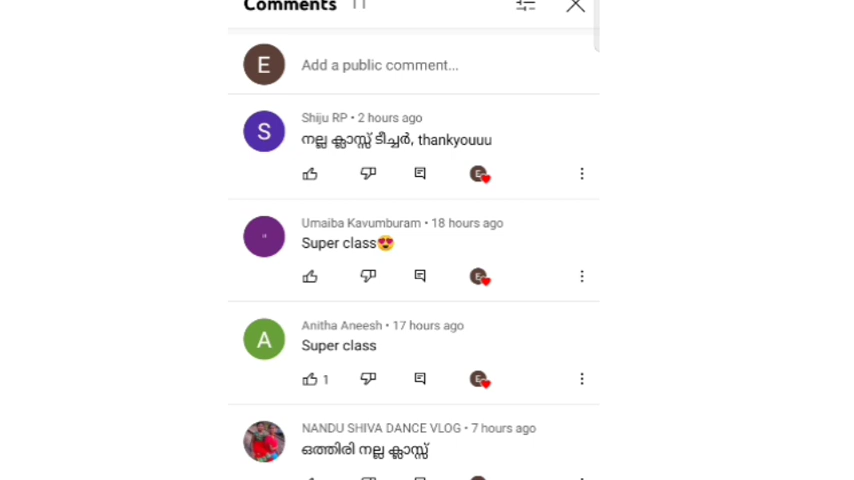 Comments 11
E
Add a public comment...
S
Shiju RP • 2 hours ago
നല്ല ക്ലാസ്സ് ടീച്ചർ, thankyouuu
E
Umaiba Kavumburam • 18 hours ago
Super class😍
E
A
Anitha Aneesh • 17 hours ago
Super class
1
E
NANDU SHIVA DANCE VLOG • 7 hours ago
ഒത്തിരി നല്ല ക്ലാസ്സ്